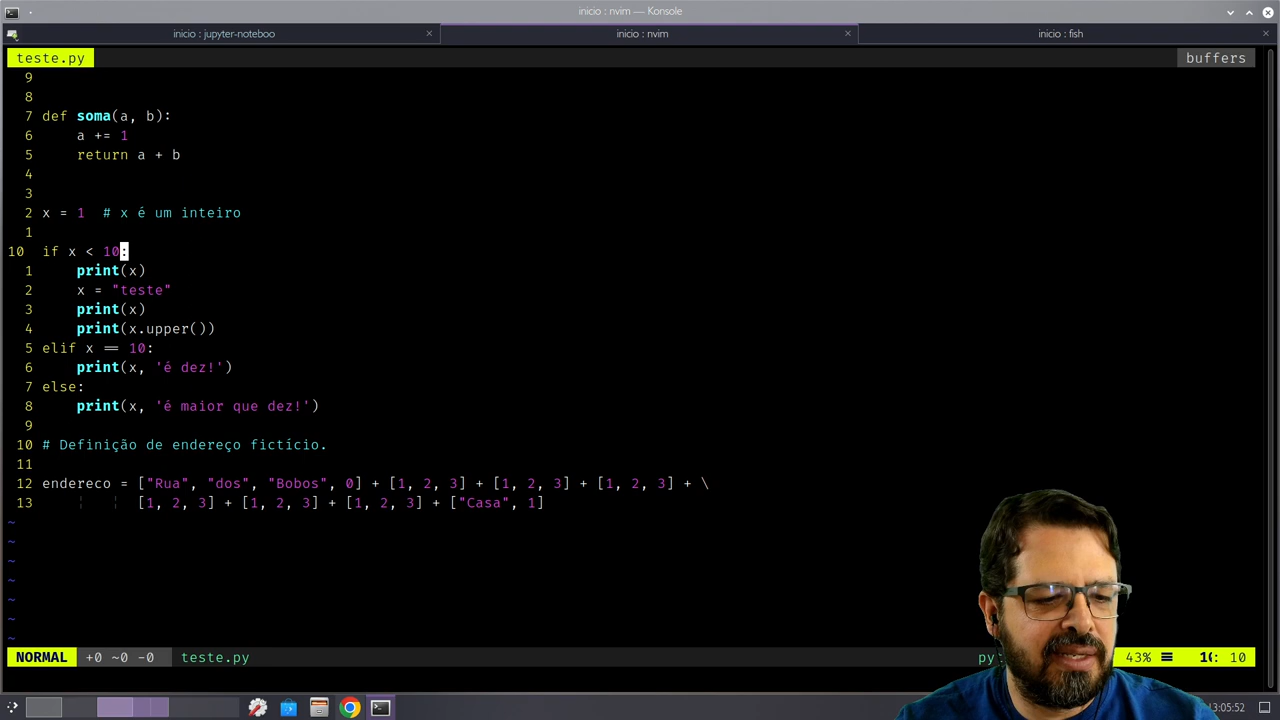 inicio : nvim — Konsole
inicio : jupyter-noteboo
inicio : nvim
inicio : fish
teste.py
buffers
9
8
7 def soma(a, b):
6     a += 1
5     return a + b
4
3
2 x = 1  # x é um inteiro
1
10 if x < 10:
1     print(x)
2     x = "teste"
3     print(x)
4     print(x.upper())
5 elif x == 10:
6     print(x, 'é dez!')
7 else:
8     print(x, 'é maior que dez!')
9
10 # Definição de endereço fictício.
11
12 endereco = ["Rua", "dos", "Bobos", 0] + [1, 2, 3] + [1, 2, 3] + [1, 2, 3] + \
13            [1, 2, 3] + [1, 2, 3] + [1, 2, 3] + ["Casa", 1]
~
~
~
~
~
~
~
NORMAL +0 ~0 -0 teste.py 43% : 10
13:05:52